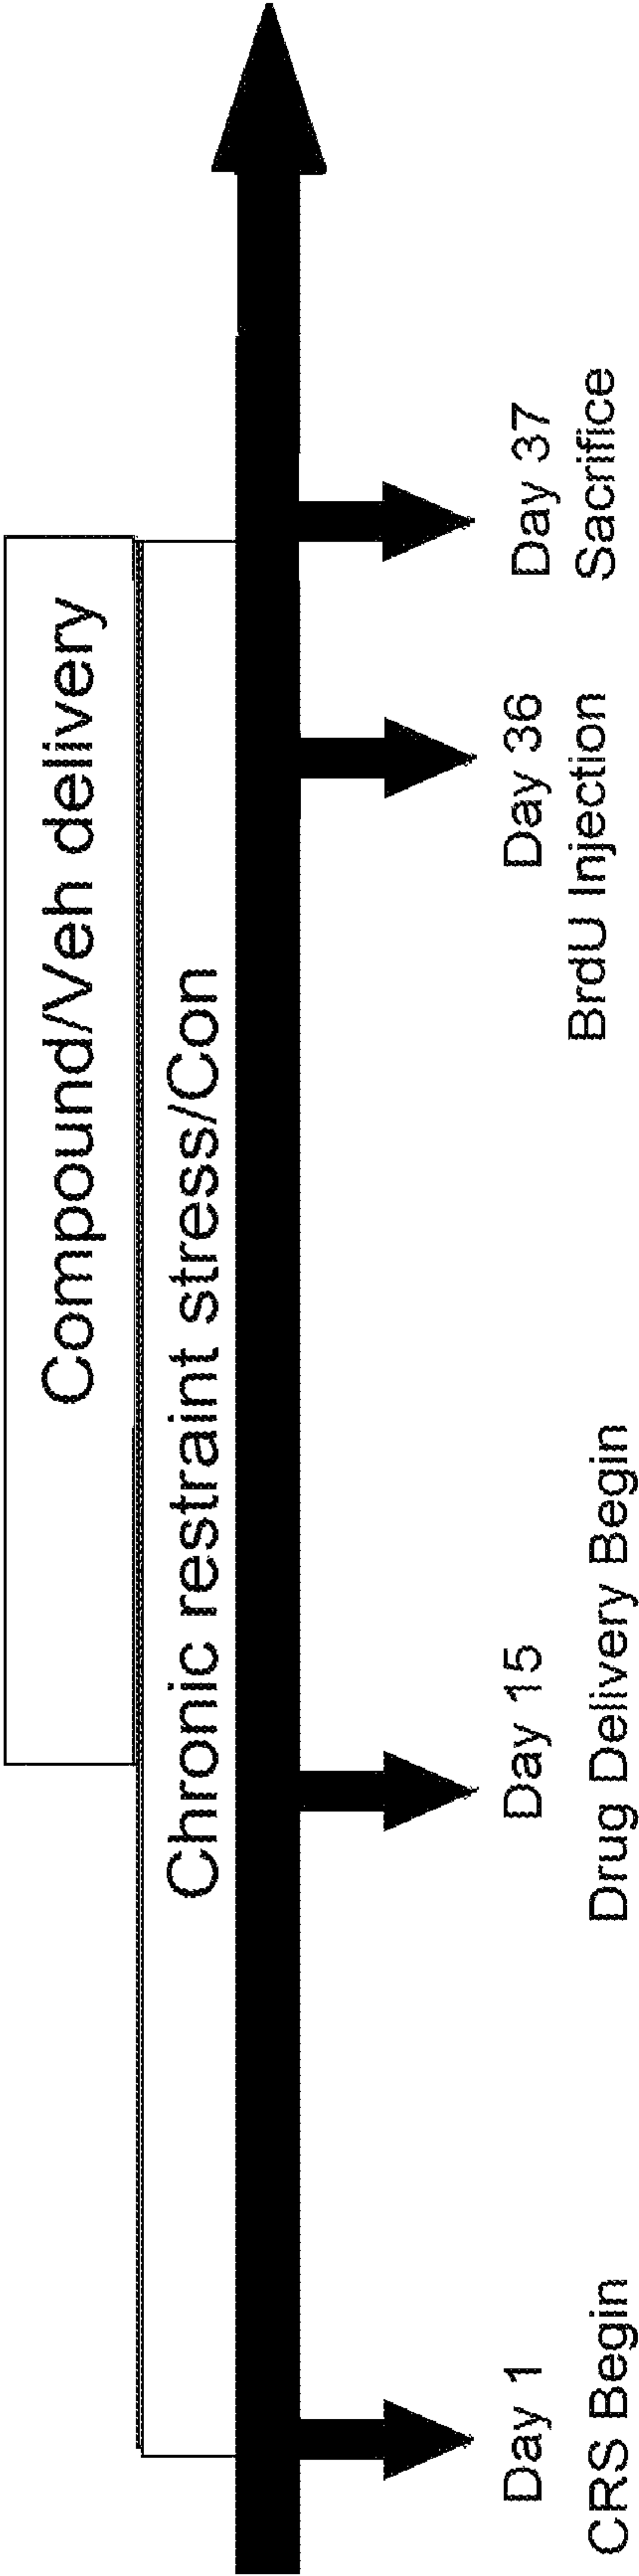 Compound/Veh delivery
Chronic restraint stress/Con
Day 1
CRS Begin
Day 15
Drug Delivery Begin
Day 36
BrdU Injection
Day 37
Sacrifice